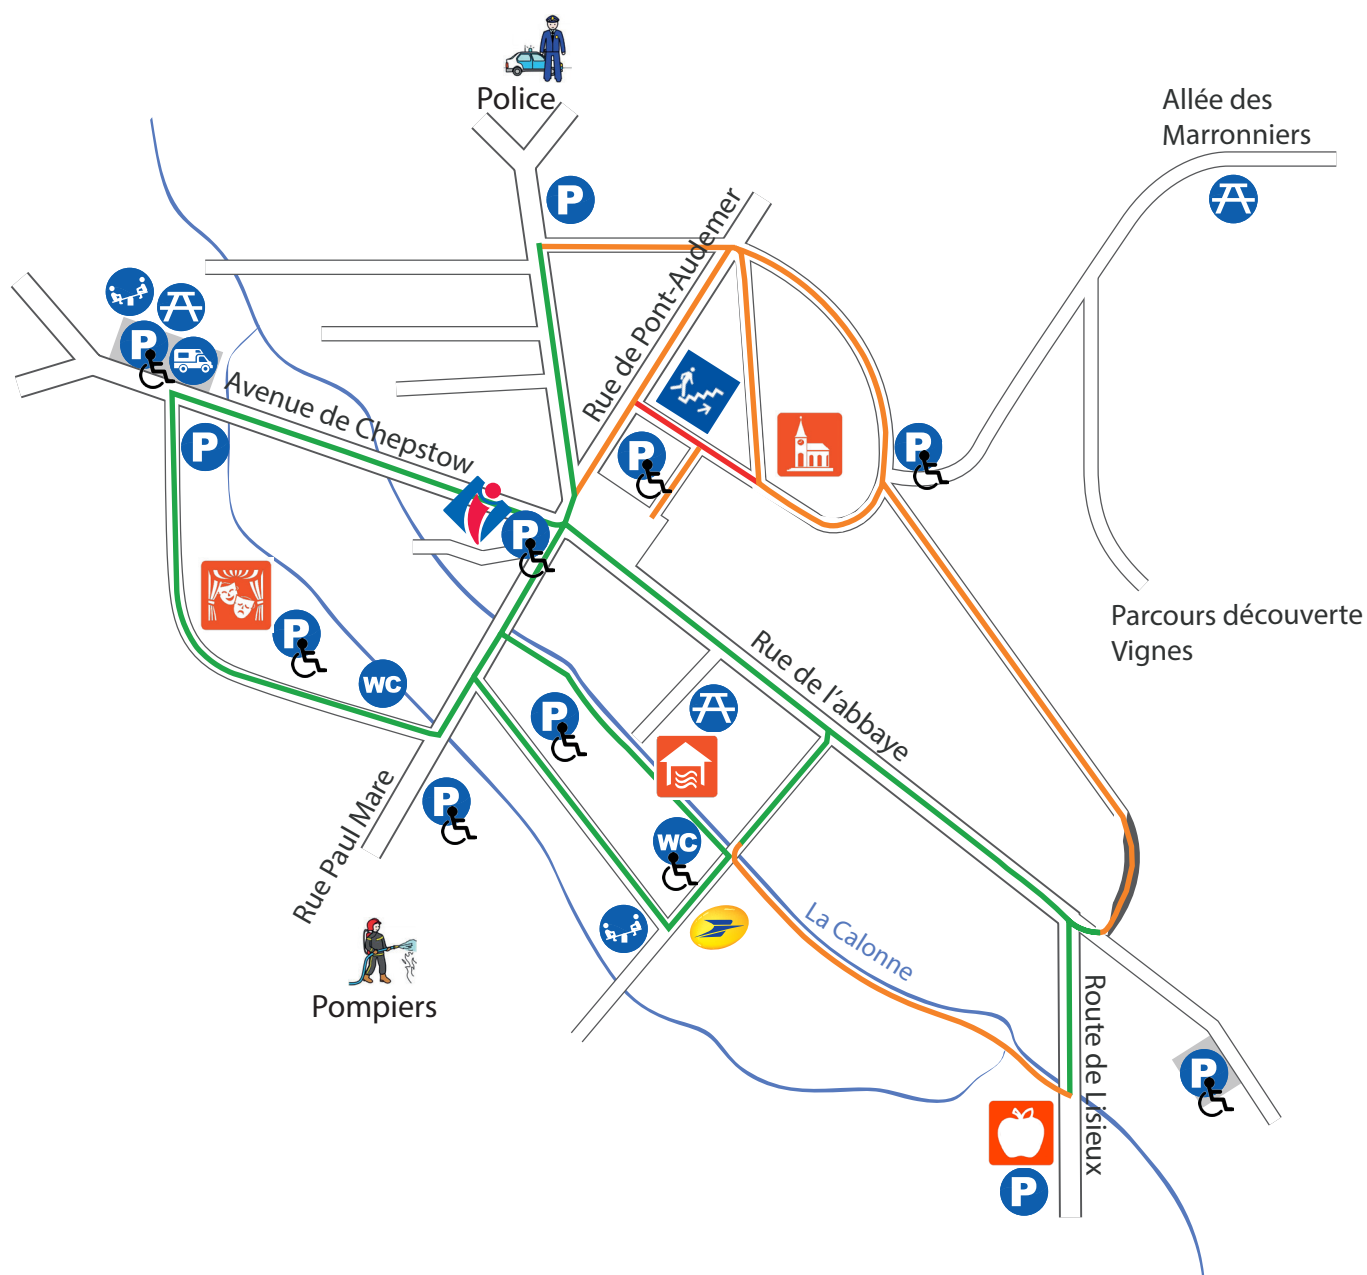 Police
Allée des
Marronniers
P
Rue de Pont-Audemer
P
Avenue de Chepstow
P
P
P
P
P
Parcours découverte
Vignes
P
WC
Rue de l'abbaye
P
Rue Paul Mare
P
WC
La Calonne
Pompiers
Route de Lisieux
P
P